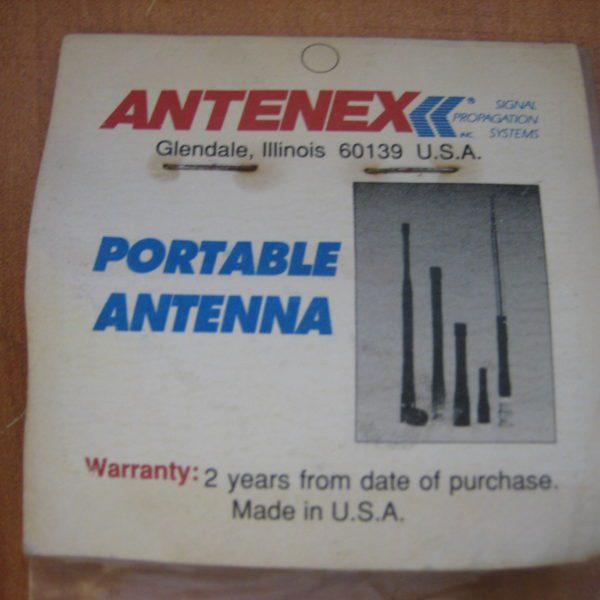 ANTENEX® SIGNAL
PROPAGATION
INC. SYSTEMS
Glendale, Illinois 60139 U.S.A.
PORTABLE
ANTENNA
Warranty: 2 years from date of purchase.
Made in U.S.A.